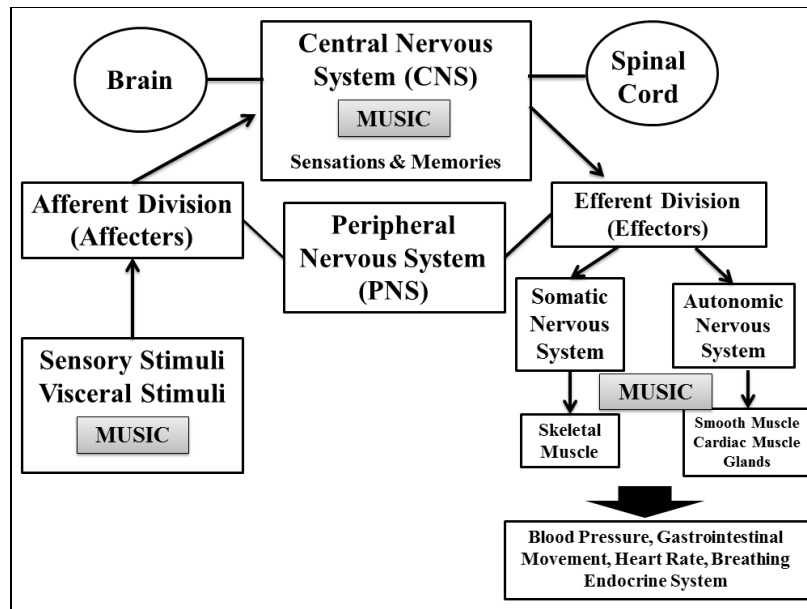 Brain
Central Nervous
System (CNS)
MUSIC
Sensations & Memories
Spinal
Cord
Afferent Division
(Affecters)
Peripheral
Nervous System
(PNS)
Efferent Division
(Effectors)
Somatic
Nervous
System
Autonomic
Nervous
System
Sensory Stimuli
Visceral Stimuli
MUSIC
MUSIC
Skeletal
Muscle
Smooth Muscle
Cardiac Muscle
Glands
Blood Pressure, Gastrointestinal
Movement, Heart Rate, Breathing
Endocrine System